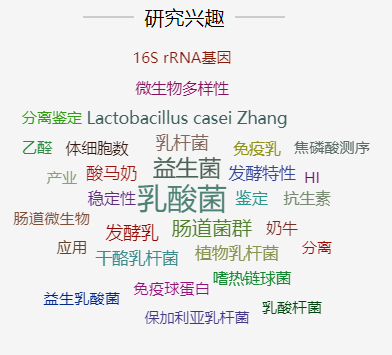 研究兴趣
16S rRNA基因
微生物多样性
分离鉴定 Lactobacillus casei Zhang
乙醛 体细胞数 乳杆菌 免疫乳 焦磷酸测序
产业 酸马奶 益生菌 发酵特性 HI
稳定性 乳酸菌 鉴定 抗生素
肠道微生物 发酵乳 肠道菌群 奶牛
应用 干酪乳杆菌 植物乳杆菌 分离
益生乳酸菌 免疫球蛋白 嗜热链球菌
保加利亚乳杆菌 乳酸杆菌